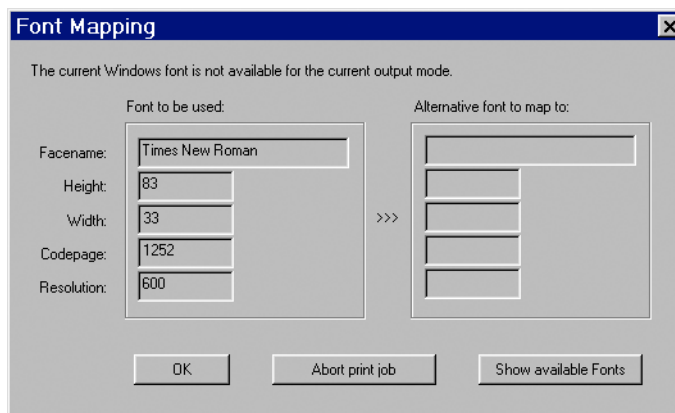 Font Mapping
The current Windows font is not available for the current output mode.
Font to be used:
Alternative font to map to:
Facename: Times New Roman
Height: 83
Width: 33 >>>
Codepage: 1252
Resolution: 600
OK Abort print job Show available Fonts